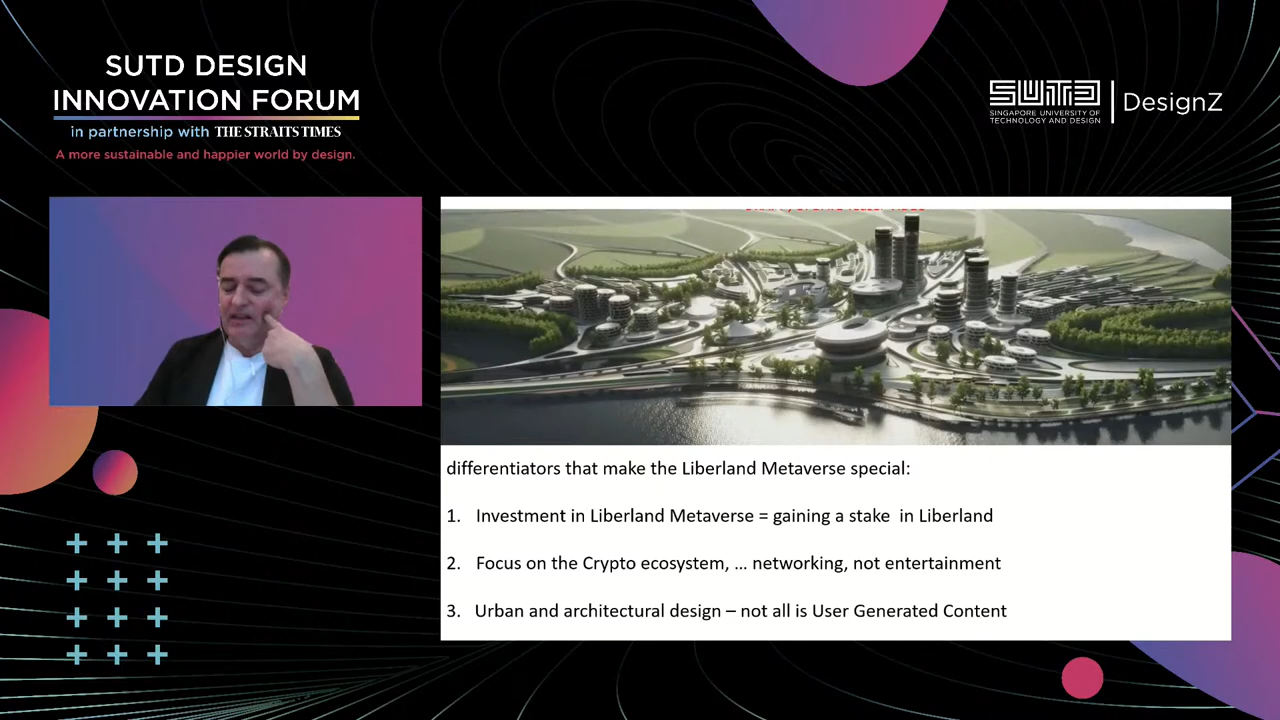 SUTD DESIGN
INNOVATION FORUM
in partnership with THE STRAITS TIMES
A more sustainable and happier world by design.
SUTD
SINGAPORE UNIVERSITY OF
TECHNOLOGY AND DESIGN
DesignZ
differentiators that make the Liberland Metaverse special:
1. Investment in Liberland Metaverse = gaining a stake in Liberland
2. Focus on the Crypto ecosystem, ... networking, not entertainment
3. Urban and architectural design – not all is User Generated Content